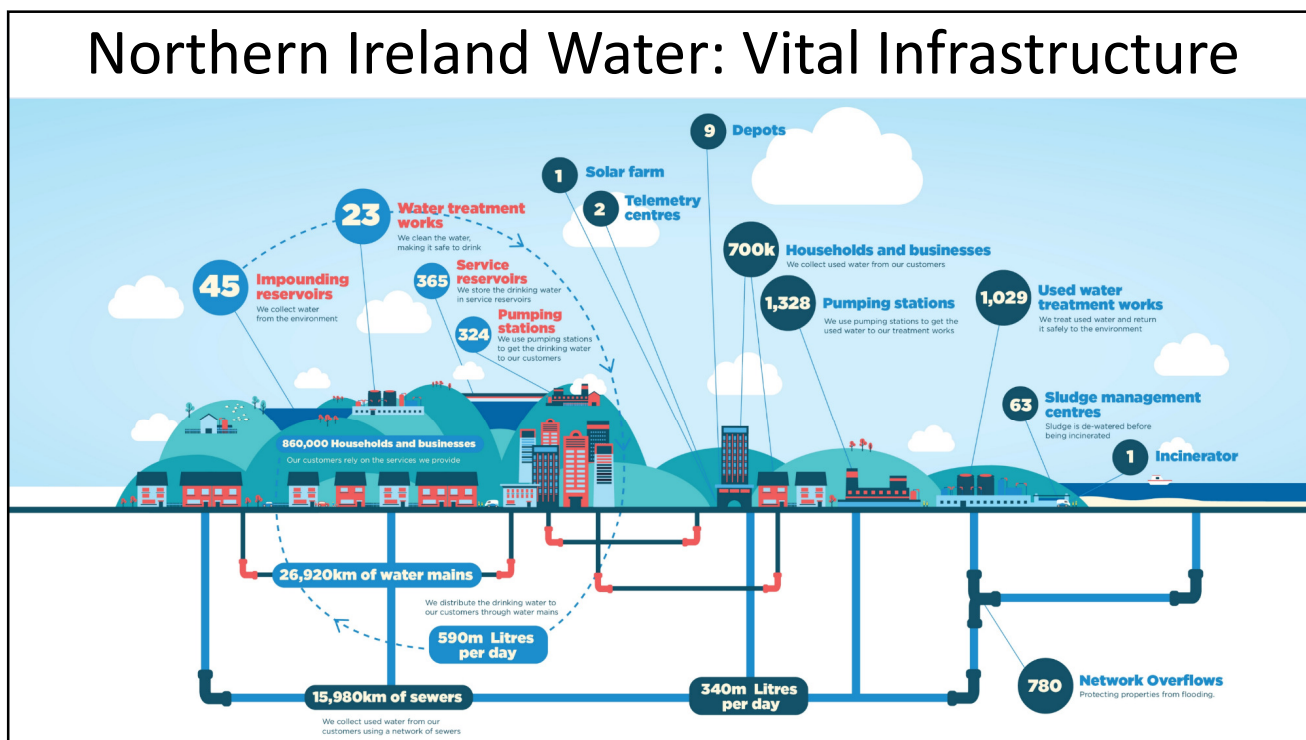 Northern Ireland Water: Vital Infrastructure
9
Depots
1
Solar farm
2
Telemetry
centres
23
Water treatment
works
We clean the water,
making it safe to drink
45
Impounding
reservoirs
We collect water
from the environment
365
Service
reservoirs
We store the drinking water
in service reservoirs
324
Pumping
stations
We use pumping stations
to get the drinking water
to our customers
700k
Households and businesses
We collect used water from our customers
1,328
Pumping stations
We use pumping stations to get the
used water to our treatment works
1,029
Used water
treatment works
We treat used water and return
it safely to the environment
63
Sludge management
centres
Sludge is de-watered before
being incinerated
1
Incinerator
860,000 Households and businesses
Our customers rely on the services we provide
26,920km of water mains
We distribute the drinking water to
our customers through water mains
590m Litres
per day
15,980km of sewers
We collect used water from our
customers using a network of sewers
340m Litres
per day
780
Network Overflows
Protecting properties from flooding.